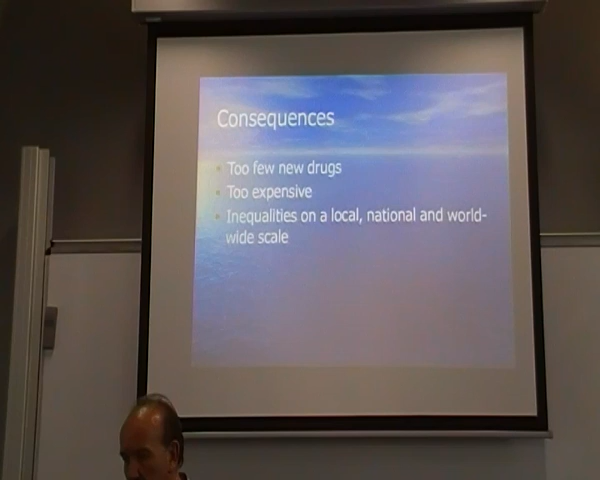 Consequences
Too few new drugs
Too expensive
Inequalities on a local, national and world-
wide scale